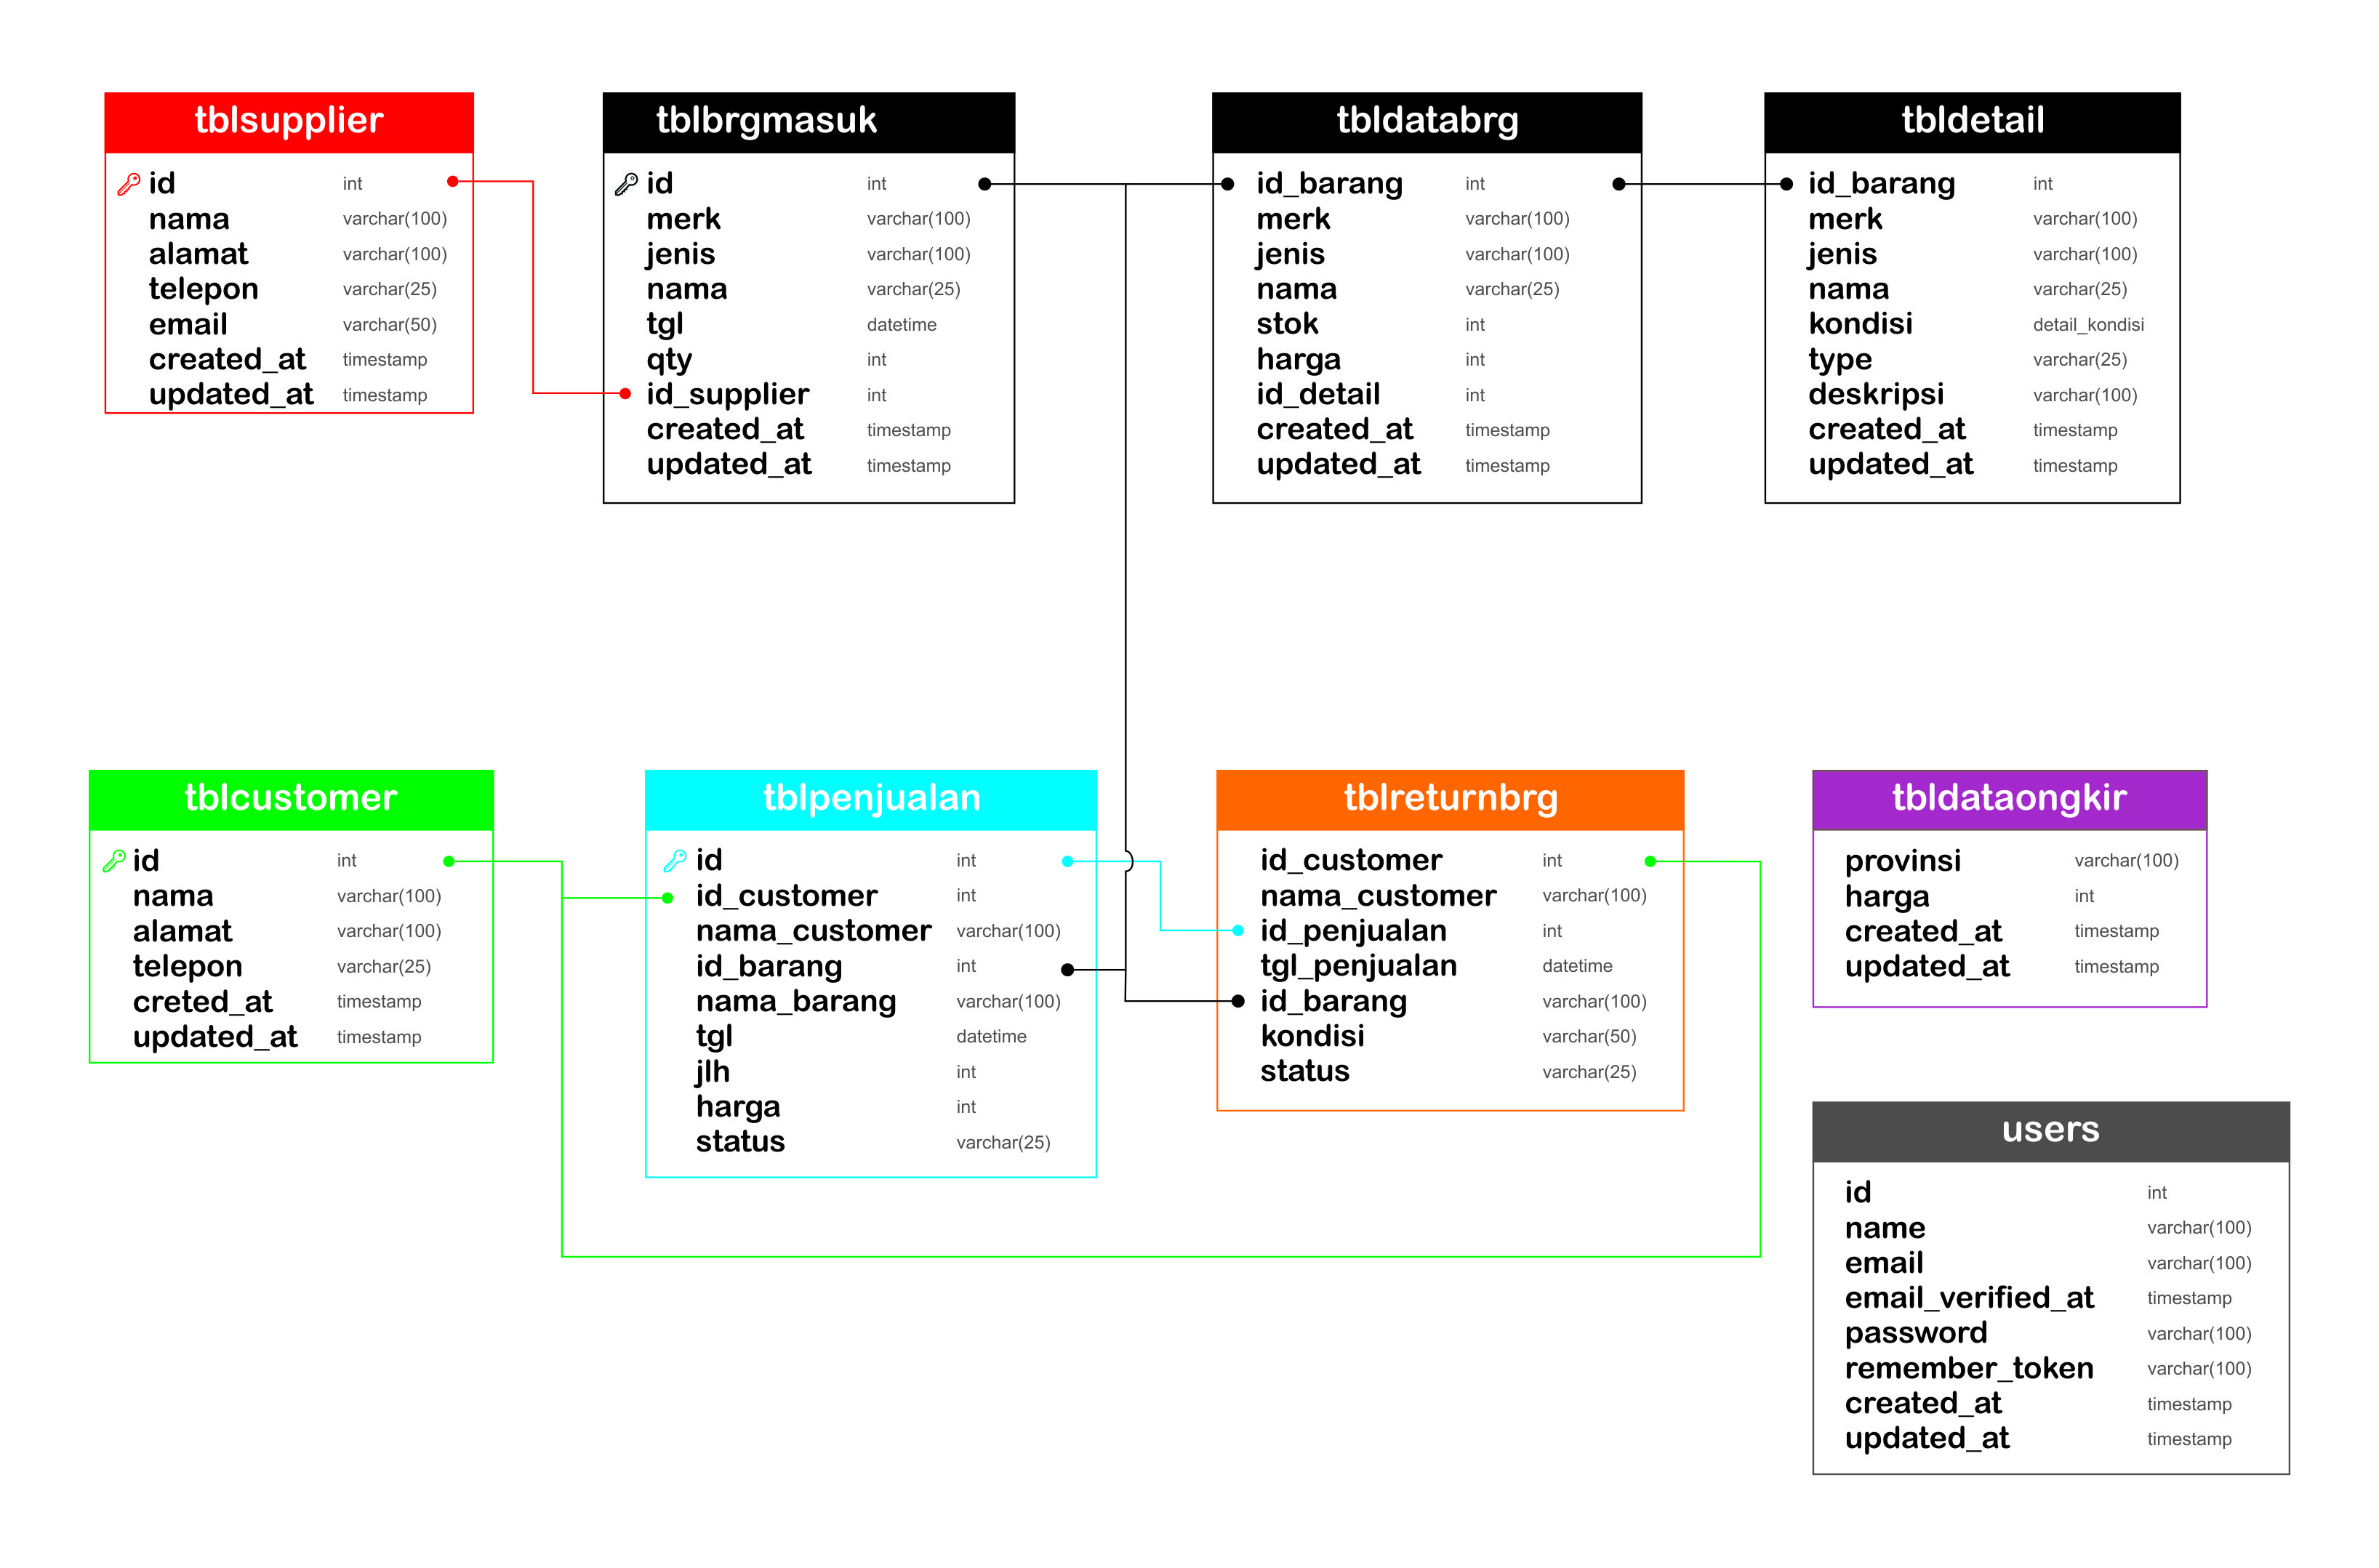 tblsupplier
id int
nama varchar(100)
alamat varchar(100)
telepon varchar(25)
email varchar(50)
created_at timestamp
updated_at timestamp
tblbrgmasuk
id int
merk varchar(100)
jenis varchar(100)
nama varchar(25)
tgl datetime
qty int
id_supplier int
created_at timestamp
updated_at timestamp
tbldatabrg
id_barang int
merk varchar(100)
jenis varchar(100)
nama varchar(25)
stok int
harga int
id_detail int
created_at timestamp
updated_at timestamp
tbldetail
id_barang int
merk varchar(100)
jenis varchar(100)
nama varchar(25)
kondisi detail_kondisi
type varchar(25)
deskripsi varchar(100)
created_at timestamp
updated_at timestamp
tblcustomer
id int
nama varchar(100)
alamat varchar(100)
telepon varchar(25)
creted_at timestamp
updated_at timestamp
tblpenjualan
id int
id_customer int
nama_customer varchar(100)
id_barang int
nama_barang varchar(100)
tgl datetime
jlh int
harga int
status varchar(25)
tblreturnbrg
id_customer int
nama_customer varchar(100)
id_penjualan int
tgl_penjualan datetime
id_barang varchar(100)
kondisi varchar(50)
status varchar(25)
tbldataongkir
provinsi varchar(100)
harga int
created_at timestamp
updated_at timestamp
users
id int
name varchar(100)
email varchar(100)
email_verified_at timestamp
password varchar(100)
remember_token varchar(100)
created_at timestamp
updated_at timestamp